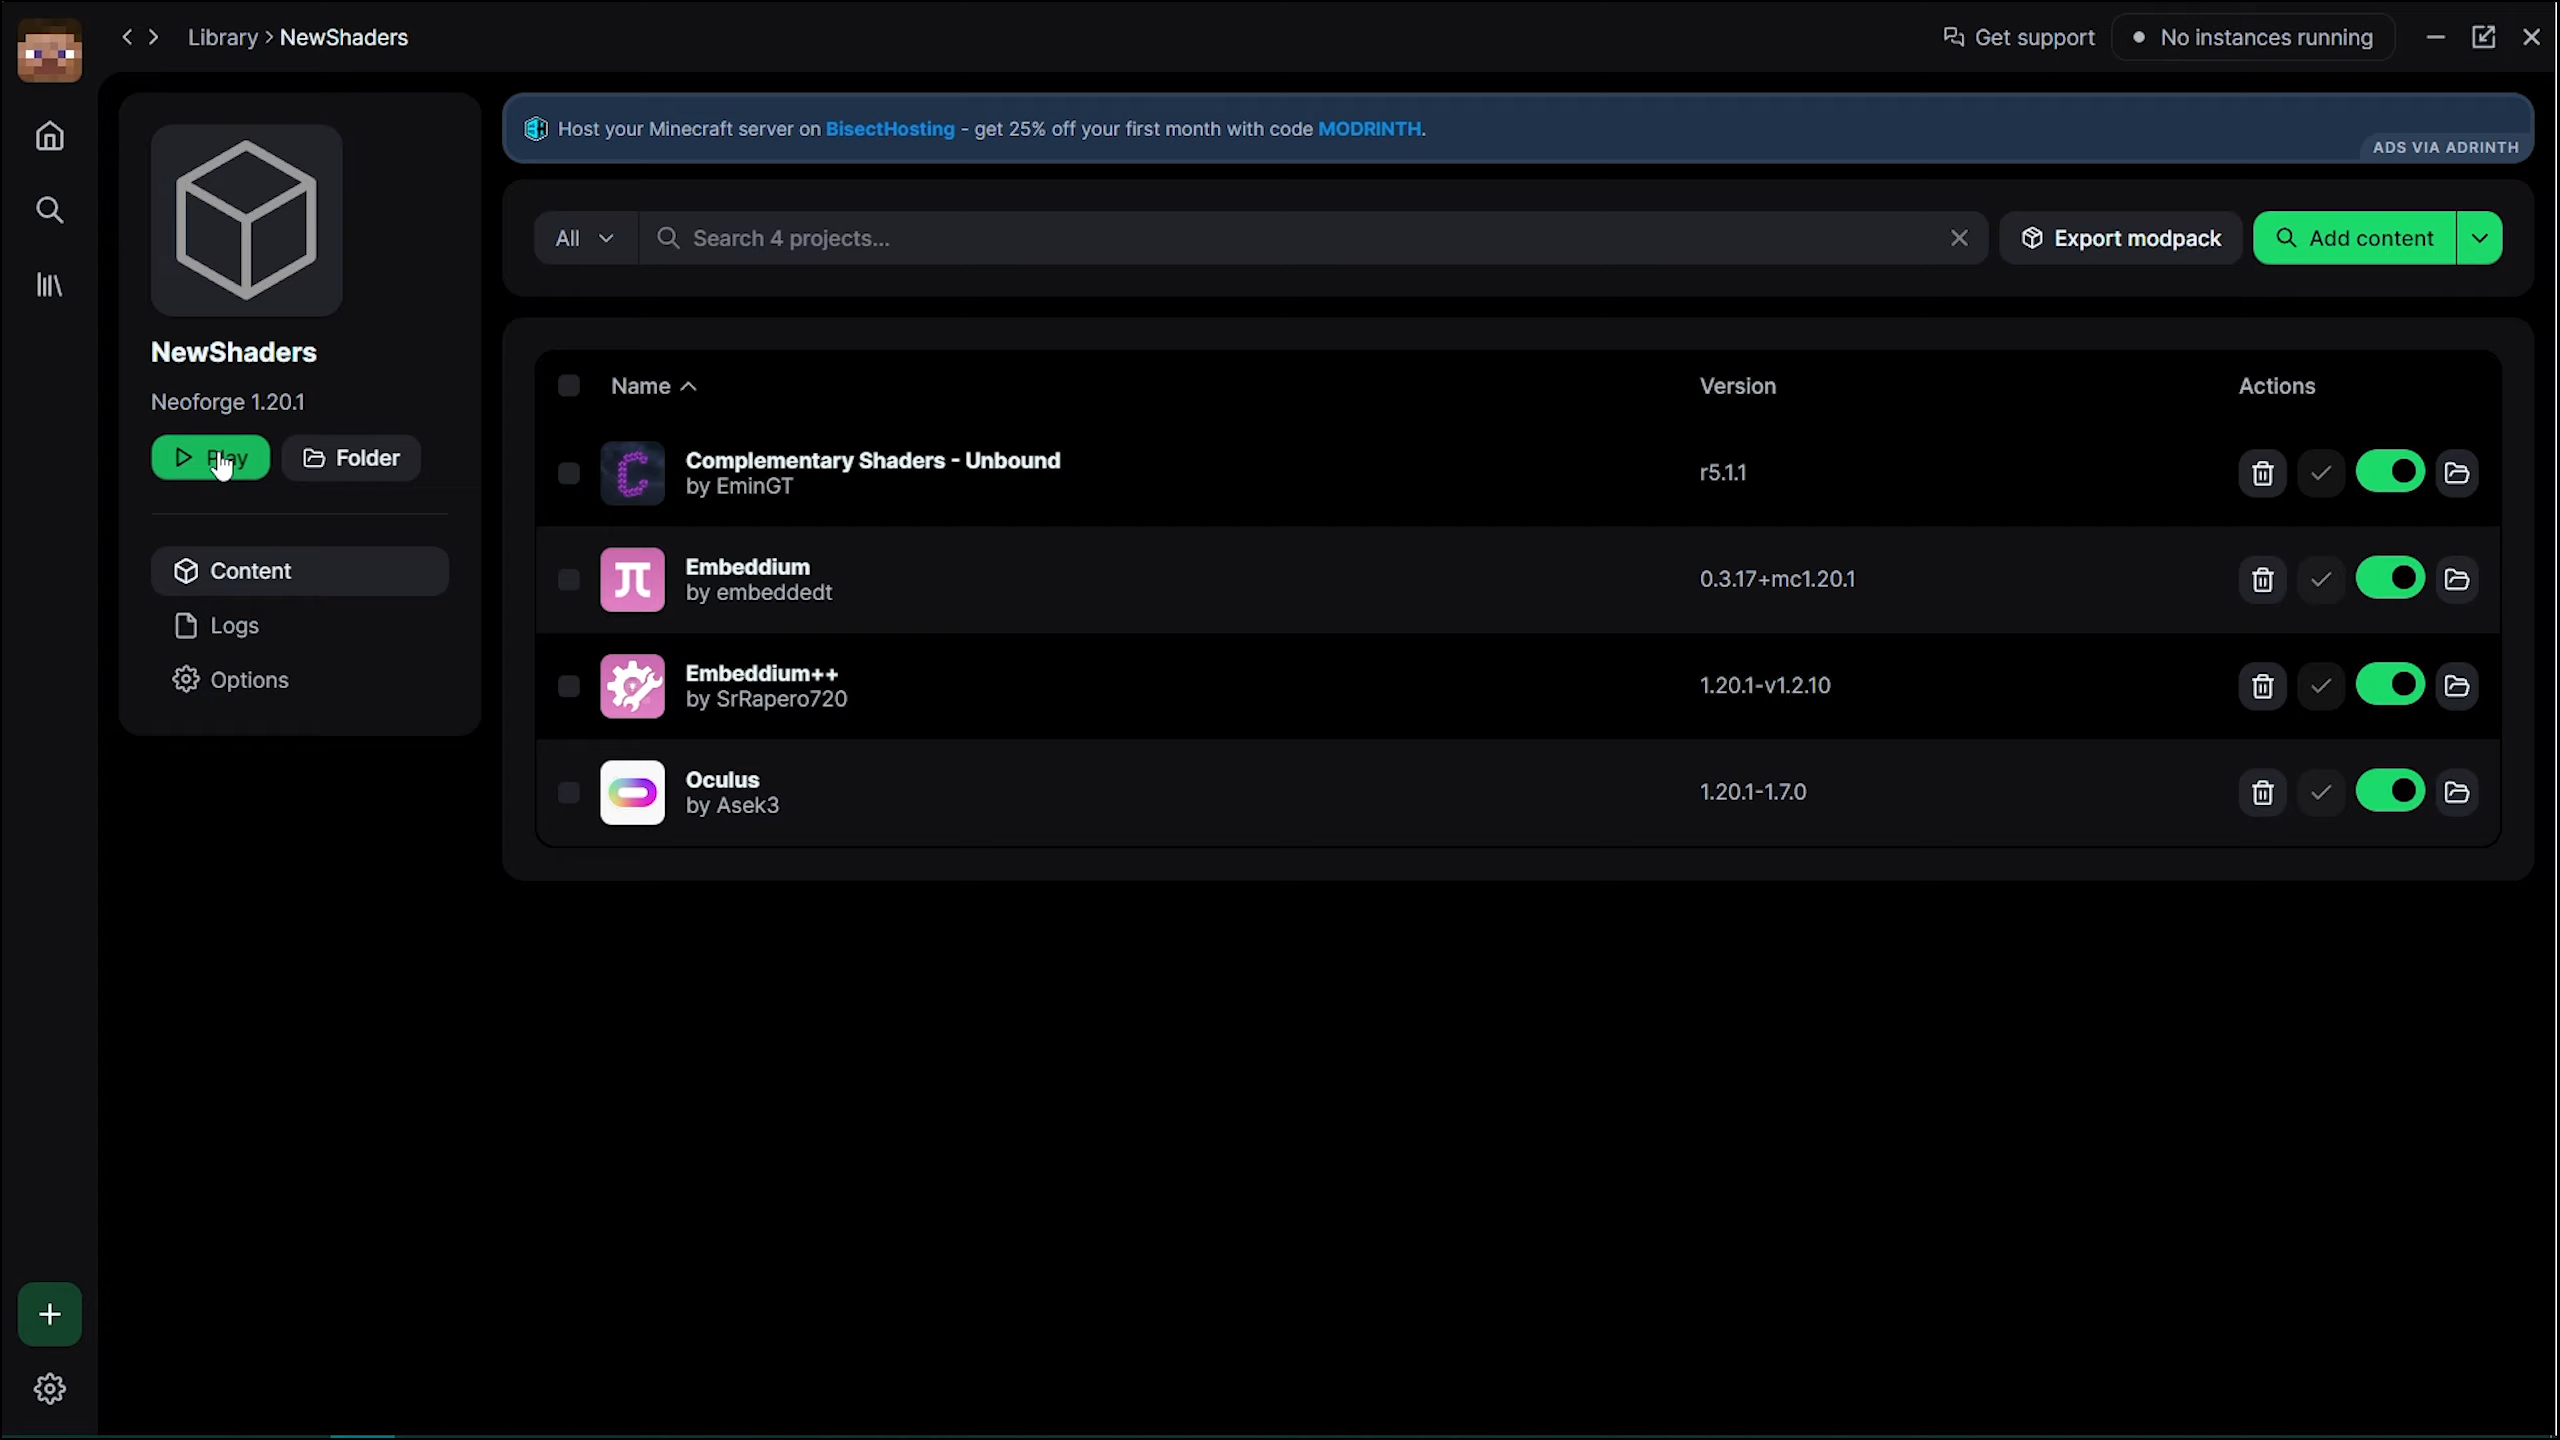 Library > NewShaders
Get support
No instances running
NewShaders
Neoforge 1.20.1
Play
Folder
Content
Logs
Options
Host your Minecraft server on BisectHosting - get 25% off your first month with code MODRINTH.
ADS VIA ADRINTH
All
Search 4 projects...
Export modpack
Add content
Name
Version
Actions
Complementary Shaders - Unbound
by EminGT
r5.1.1
Embeddium
by embeddedt
0.3.17+mc1.20.1
Embeddium++
by SrRapero720
1.20.1-v1.2.10
Oculus
by Asek3
1.20.1-1.7.0